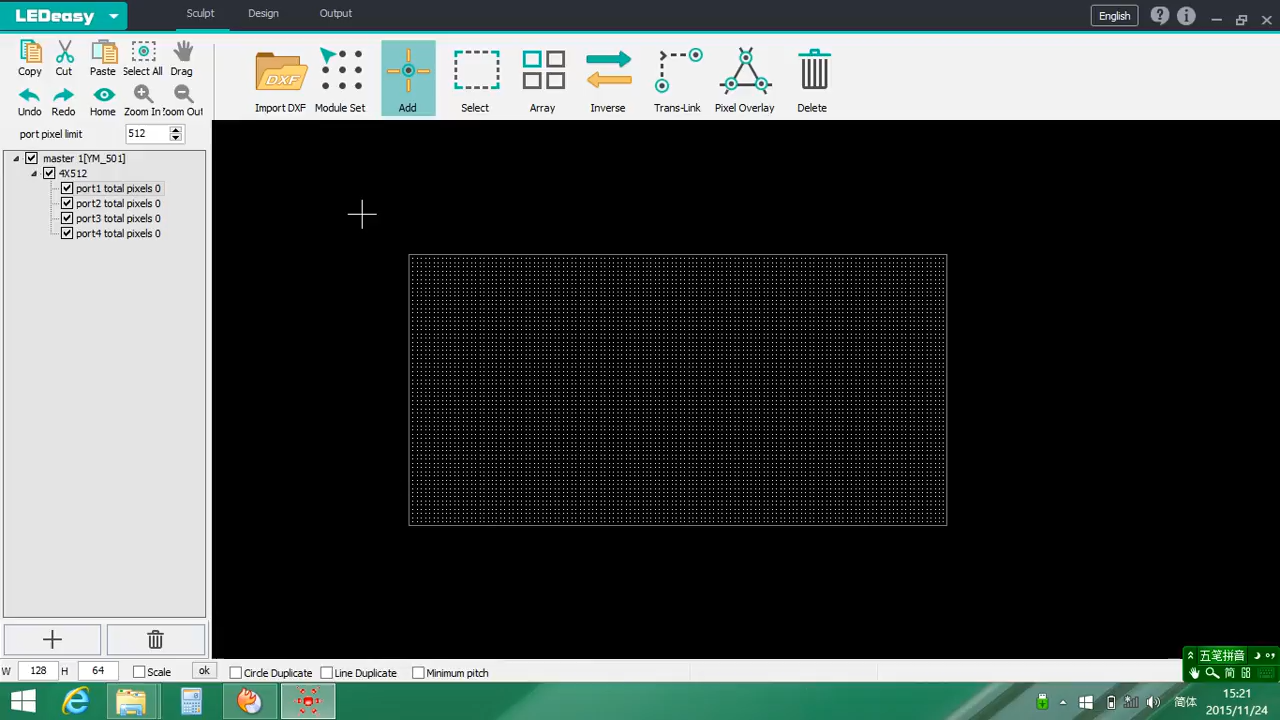 LEDeasy
Sculpt Design Output
English
Copy Cut Paste Select All Drag
Undo Redo Home Zoom In Zoom Out
Import DXF Module Set Add Select Array Inverse Trans-Link Pixel Overlay Delete
DXF
port pixel limit 512
master 1[YM_501]
4X512
port1 total pixels 0
port2 total pixels 0
port3 total pixels 0
port4 total pixels 0
五笔拼音
简
W 128 H 64 Scale ok Circle Duplicate Line Duplicate Minimum pitch
简体
15:21
2015/11/24